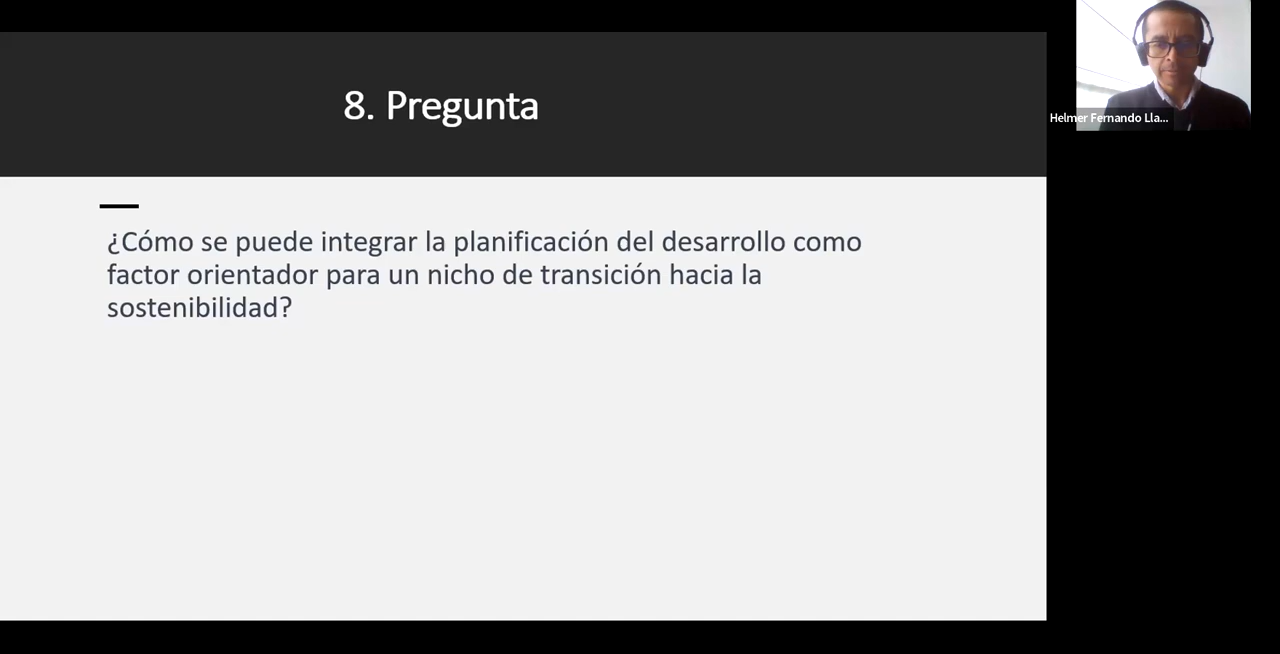 8. Pregunta
¿Cómo se puede integrar la planificación del desarrollo como
factor orientador para un nicho de transición hacia la
sostenibilidad?
Helmer Fernando Lla...